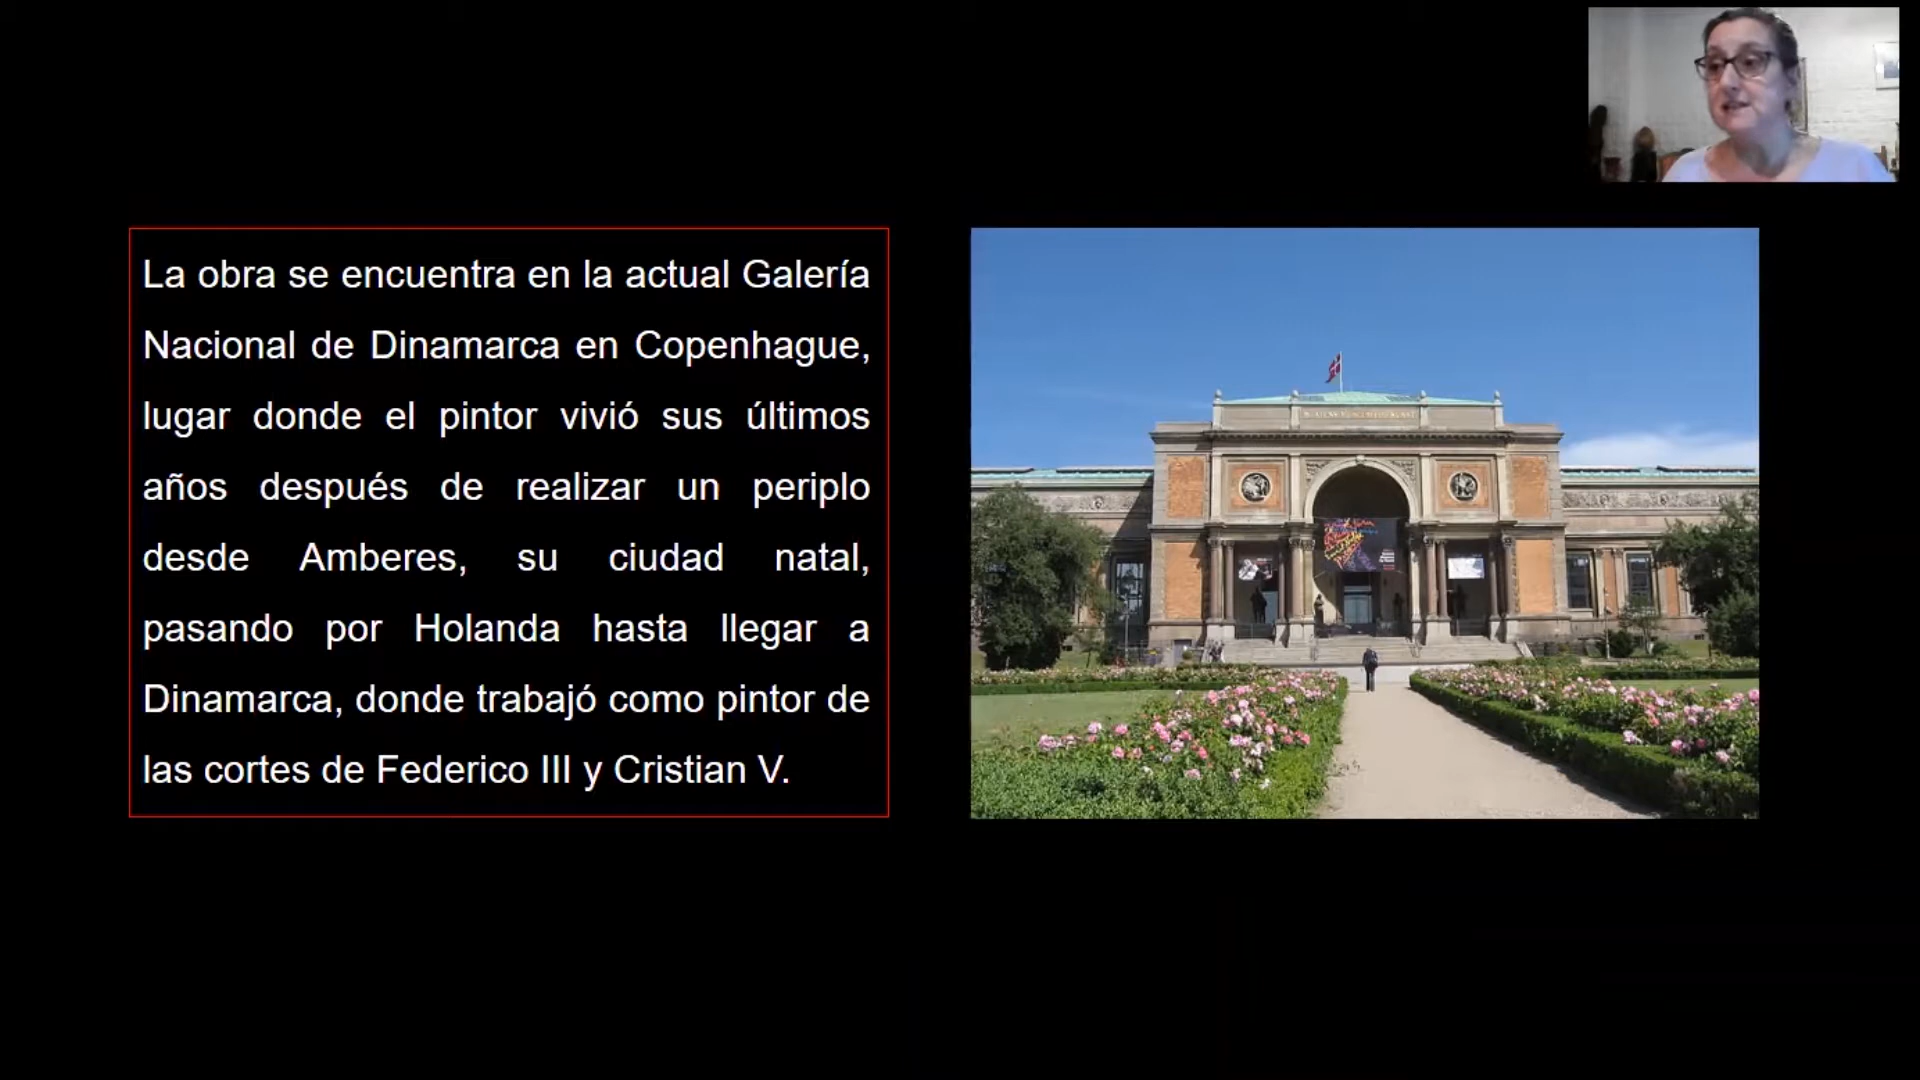 La obra se encuentra en la actual Galería
Nacional de Dinamarca en Copenhague,
lugar donde el pintor vivió sus últimos
años después de realizar un periplo
desde Amberes, su ciudad natal,
pasando por Holanda hasta llegar a
Dinamarca, donde trabajó como pintor de
las cortes de Federico III y Cristian V.